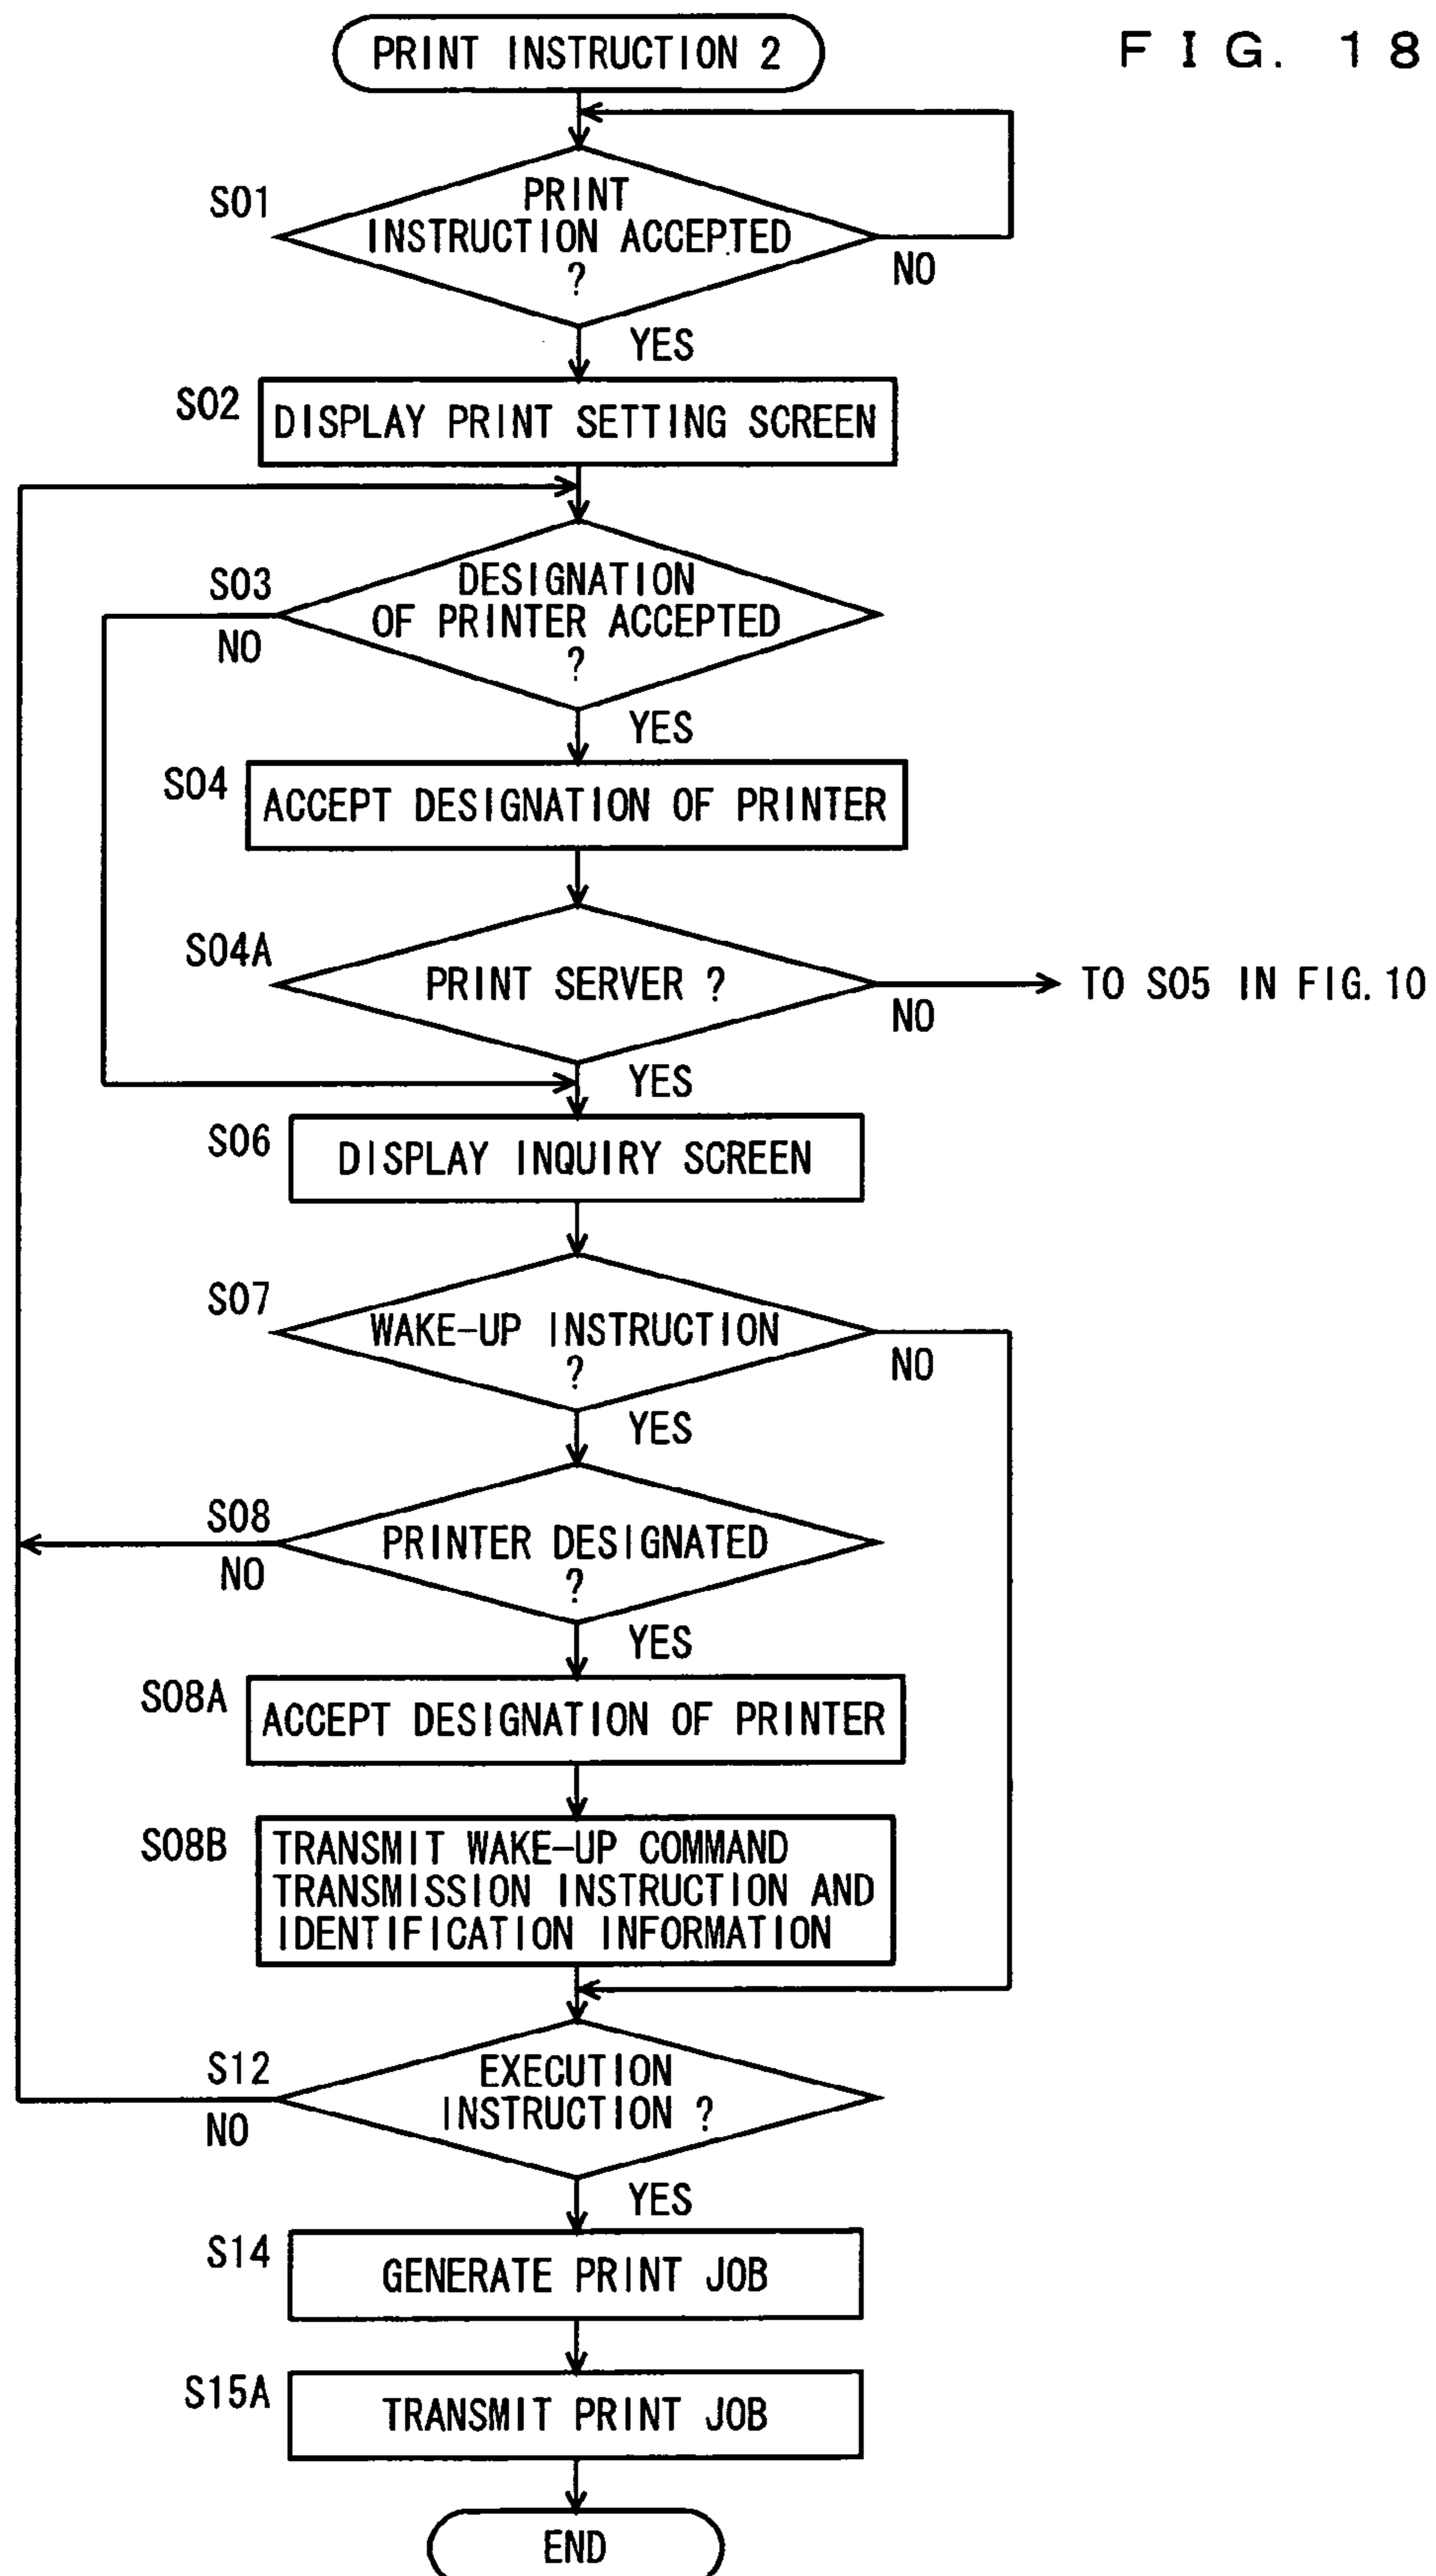 FIG. 18
PRINT INSTRUCTION 2
S01
PRINT
INSTRUCTION ACCEPTED
?
NO
YES
S02
DISPLAY PRINT SETTING SCREEN
S03
DESIGNATION
OF PRINTER ACCEPTED
?
NO
YES
S04
ACCEPT DESIGNATION OF PRINTER
S04A
PRINT SERVER ?
NO
TO S05 IN FIG. 10
YES
S06
DISPLAY INQUIRY SCREEN
S07
WAKE-UP INSTRUCTION
?
NO
YES
S08
PRINTER DESIGNATED
?
NO
YES
S08A
ACCEPT DESIGNATION OF PRINTER
S08B
TRANSMIT WAKE-UP COMMAND
TRANSMISSION INSTRUCTION AND
IDENTIFICATION INFORMATION
S12
EXECUTION
INSTRUCTION ?
NO
YES
S14
GENERATE PRINT JOB
S15A
TRANSMIT PRINT JOB
END